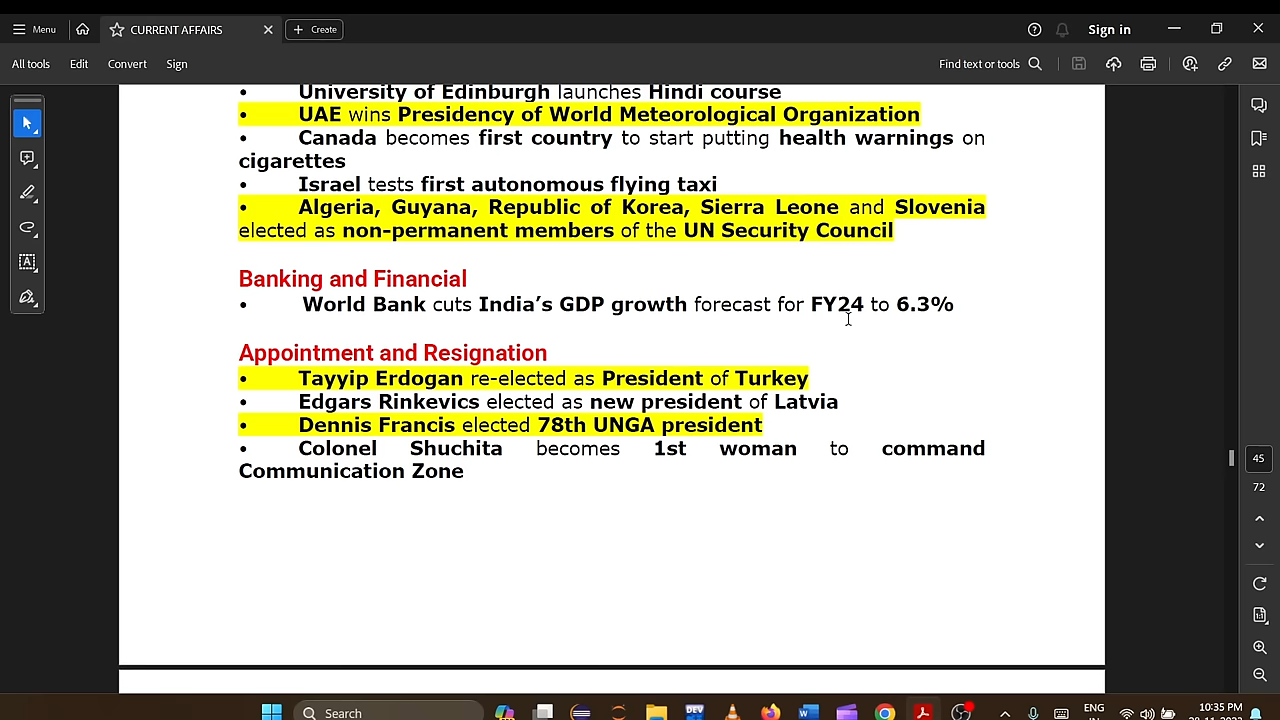 Menu
CURRENT AFFAIRS
Create
Sign in
All tools Edit Convert Sign
Find text or tools
• University of Edinburgh launches Hindi course
• UAE wins Presidency of World Meteorological Organization
• Canada becomes first country to start putting health warnings on
cigarettes
• Israel tests first autonomous flying taxi
• Algeria, Guyana, Republic of Korea, Sierra Leone and Slovenia
elected as non-permanent members of the UN Security Council
Banking and Financial
• World Bank cuts India’s GDP growth forecast for FY24 to 6.3%
Appointment and Resignation
• Tayyip Erdogan re-elected as President of Turkey
• Edgars Rinkevics elected as new president of Latvia
• Dennis Francis elected 78th UNGA president
• Colonel Shuchita becomes 1st woman to command
Communication Zone
45
72
Search
DEV
ENG
10:35 PM